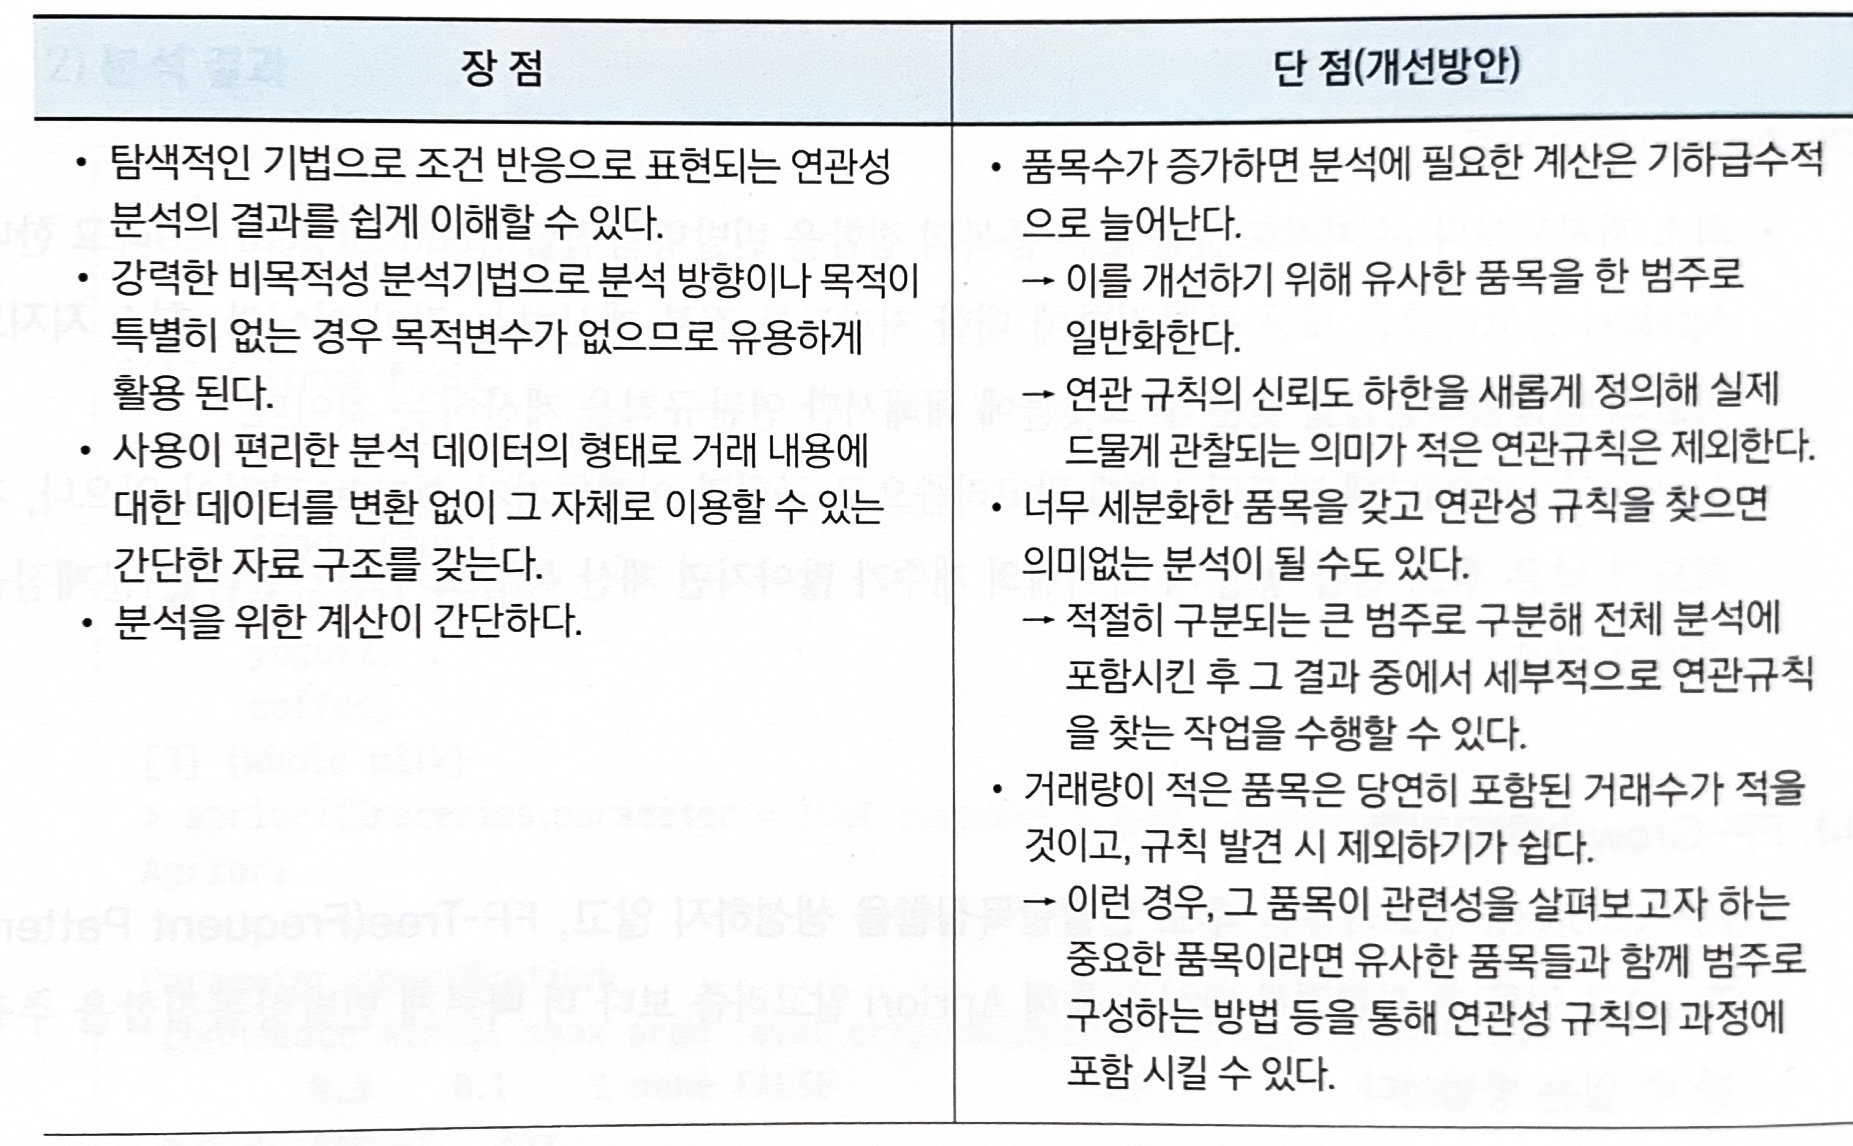 장 점
탐색적인 기법으로 조건 반응으로 표현되는 연관성
분석의 결과를 쉽게 이해할 수 있다.
강력한 비목적성 분석기법으로 분석 방향이나 목적이
특별히 없는 경우 목적변수가 없으므로 유용하게
활용 된다.
사용이 편리한 분석 데이터의 형태로 거래 내용에
대한 데이터를 변환 없이 그 자체로 이용할 수 있는
간단한 자료 구조를 갖는다.
분석을 위한 계산이 간단하다.
단 점(개선방안)
품목수가 증가하면 분석에 필요한 계산은 기하급수적
으로 늘어난다.
→ 이를 개선하기 위해 유사한 품목을 한 범주로
일반화한다.
→ 연관 규칙의 신뢰도 하한을 새롭게 정의해 실제
드물게 관찰되는 의미가 적은 연관규칙은 제외한다.
너무 세분화한 품목을 갖고 연관성 규칙을 찾으면
의미없는 분석이 될 수도 있다.
→ 적절히 구분되는 큰 범주로 구분해 전체 분석에
포함시킨 후 그 결과 중에서 세부적으로 연관규칙
을 찾는 작업을 수행할 수 있다.
거래량이 적은 품목은 당연히 포함된 거래수가 적을
것이고, 규칙 발견 시 제외하기가 쉽다.
→ 이런 경우, 그 품목이 관련성을 살펴보고자 하는
중요한 품목이라면 유사한 품목들과 함께 범주로
구성하는 방법 등을 통해 연관성 규칙의 과정에
포함 시킬 수 있다.